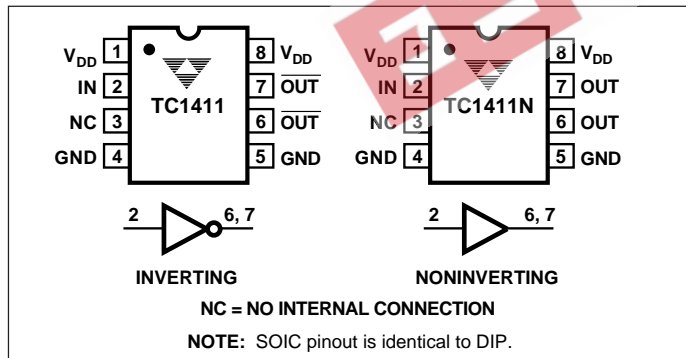 VDD 1 8 VDD
IN 2 7 OUT
TC1411
NC 3 6 OUT
GND 4 5 GND
2 6, 7
INVERTING
VDD 1 8 VDD
IN 2 7 OUT
TC1411N
NC 3 6 OUT
GND 4 5 GND
2 6, 7
NONINVERTING
NC = NO INTERNAL CONNECTION
NOTE: SOIC pinout is identical to DIP.